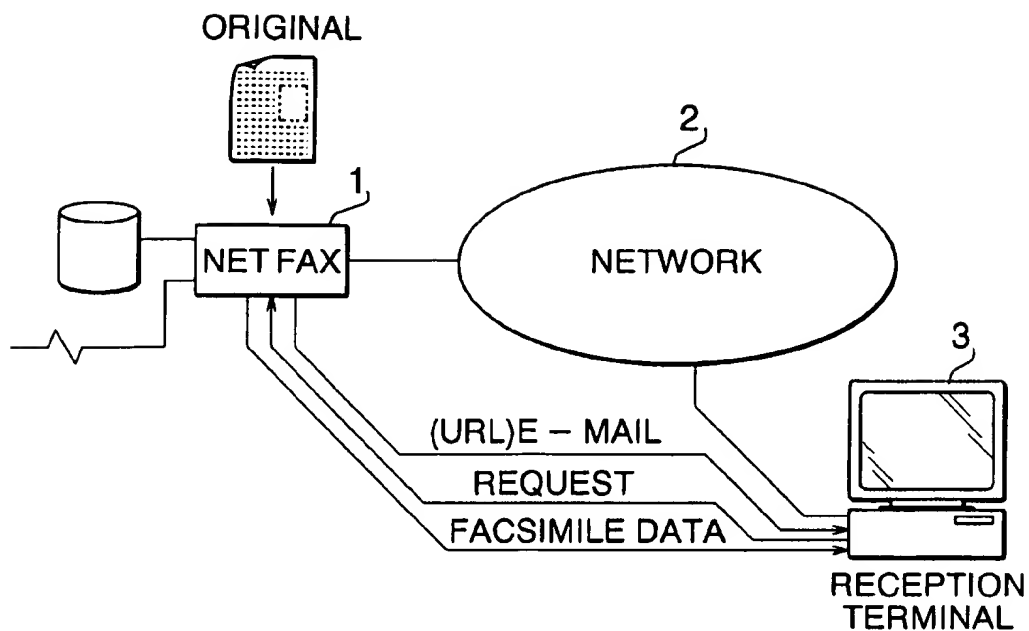 ORIGINAL
1
2
NET FAX
NETWORK
3
(URL)E – MAIL
REQUEST
FACSIMILE DATA
RECEPTION
TERMINAL